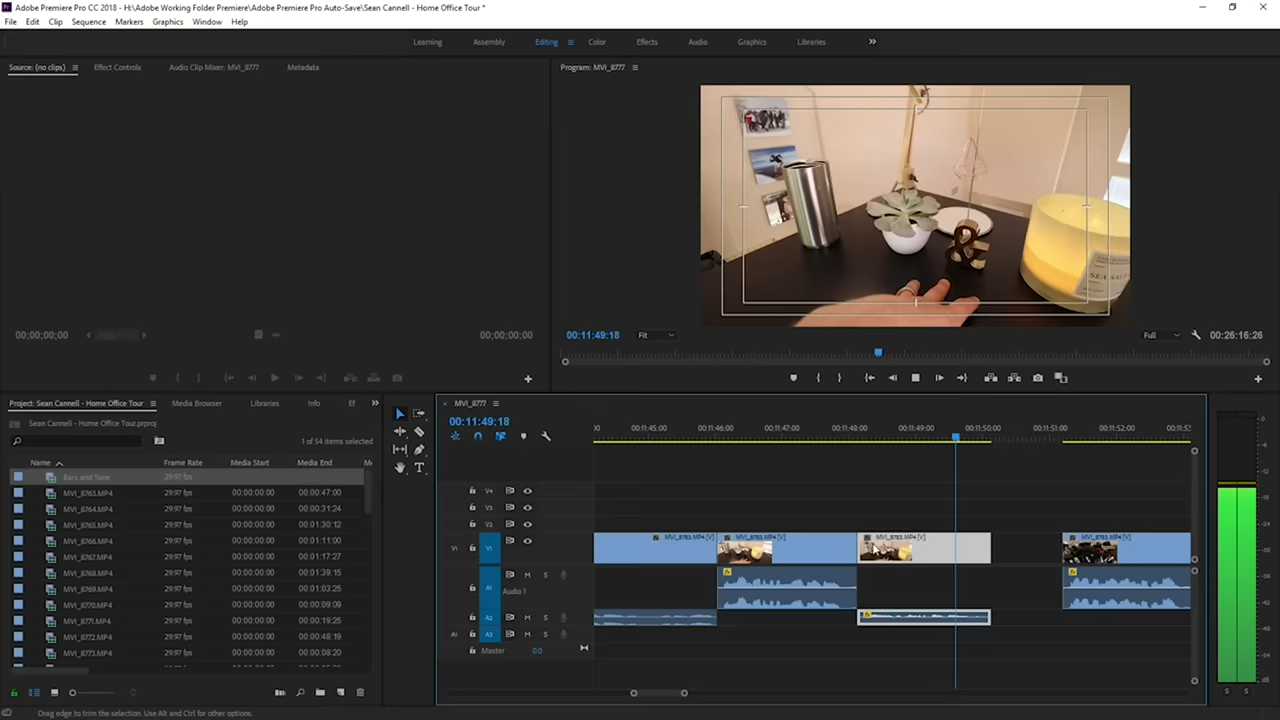 Adobe Premiere Pro CC 2018 - H:\Adobe Working Folder Premiere\Adobe Premiere Pro Auto-Save\Sean Cannell - Home Office Tour *
File Edit Clip Sequence Markers Graphics Window Help
Learning Assembly Editing Color Effects Audio Graphics Libraries
Source: (no clips) Effect Controls Audio Clip Mixer: MVI_8777 Metadata
Program: MVI_8777
SEA SALT
00;00;00;00
00;00;00;00
00:11:49:18 Fit Full 00:26:16:26
Project: Sean Cannell - Home Office Tour Media Browser Libraries Info Ef
Sean Cannell - Home Office Tour.prproj
1 of 54 items selected
Name Frame Rate Media Start Media End M
Bars and Tone 29.97 fps
MVI_8763.MP4 29.97 fps 00:00:00:00 00:00:47:00
MVI_8764.MP4 29.97 fps 00:00:00:00 00:00:31:24
MVI_8765.MP4 29.97 fps 00:00:00:00 00:01:30:12
MVI_8766.MP4 29.97 fps 00:00:00:00 00:01:11:00
MVI_8767.MP4 29.97 fps 00:00:00:00 00:01:17:27
MVI_8768.MP4 29.97 fps 00:00:00:00 00:01:39:15
MVI_8769.MP4 29.97 fps 00:00:00:00 00:01:03:00
MVI_8770.MP4 29.97 fps 00:00:00:00 00:00:09:09
MVI_8771.MP4 29.97 fps 00:00:00:00 00:00:19:25
MVI_8772.MP4 29.97 fps 00:00:00:00 00:00:48:19
MVI_8773.MP4 29.97 fps 00:00:00:00 00:00:08:20
MVI_8777
00:11:49:18
00:11:45:00 00:11:46:00 00:11:47:00 00:11:48:00 00:11:49:00 00:11:50:00 00:11:51:00 00:11:52:00 00:11:53
V4
V3
V2
V1 V1
MVI_8783.MP4 [V] MVI_8783.MP4 [V] MVI_8783.MP4 [V] MVI_8783.MP4 [V]
A1 M S
Audio 1
A2 M S
A1 A3 M S
Master 0.0
S S
Drag edge to trim the selection. Use Alt and Ctrl for other options.